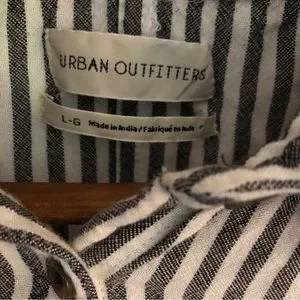 URBAN OUTFITTERS
L-G Made in India / Fabriqué en Inde